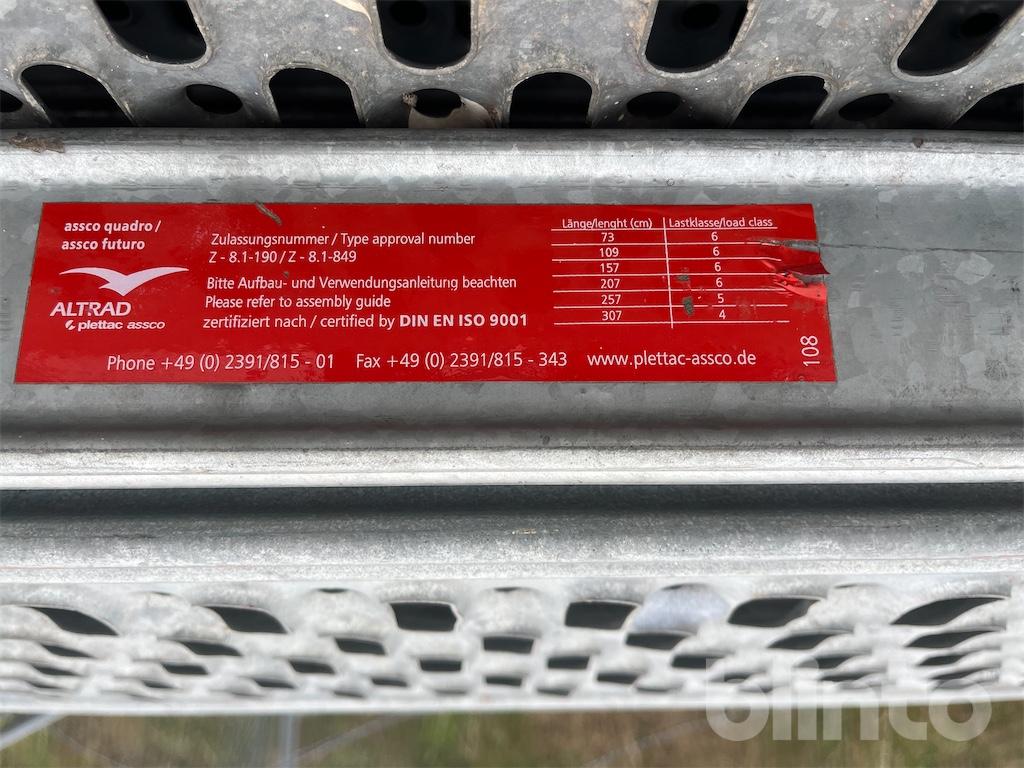 assco quadro /
assco futuro
ALTRAD
plettac assco
Zulassungsnummer / Type approval number
Z - 8.1-190 / Z - 8.1-849
Bitte Aufbau- und Verwendungsanleitung beachten
Please refer to assembly guide
zertifiziert nach / certified by DIN EN ISO 9001
Länge/lenght (cm) Lastklasse/load class
73 6
109 6
157 6
207 6
257 5
307 4
Phone +49 (0) 2391/815 - 01 Fax +49 (0) 2391/815 - 343 www.plettac-assco.de
108
blinto